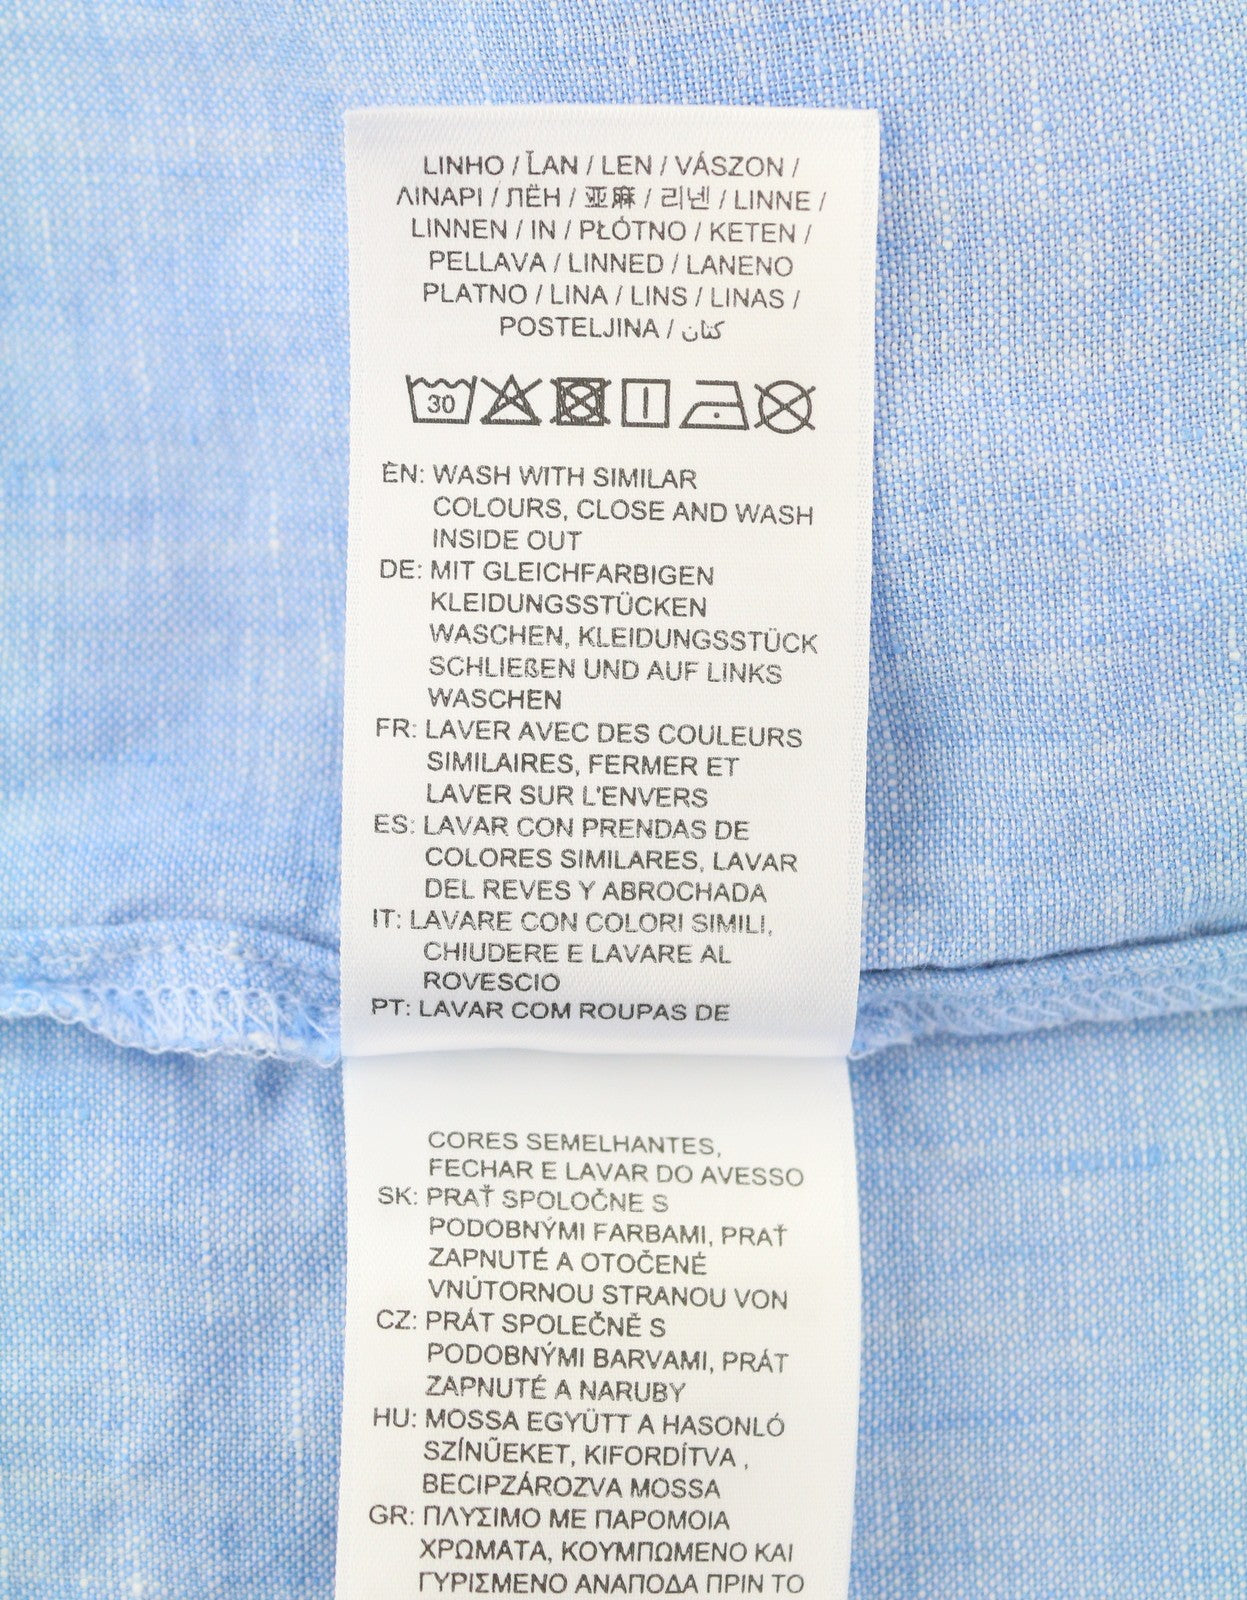 LINHO / ĽAN / LEN / VÁSZON /
ΛΙΝΑΡΙ / ЛЁН / 亚麻 / 리넨 / LINNE /
LINNEN / IN / PŁÓTNO / KETEN /
PELLAVA / LINNED / LANENO
PLATNO / LINA / LINS / LINAS /
POSTELJINA / كتان
30
EN: WASH WITH SIMILAR
COLOURS, CLOSE AND WASH
INSIDE OUT
DE: MIT GLEICHFARBIGEN
KLEIDUNGSSTÜCKEN
WASCHEN, KLEIDUNGSSTÜCK
SCHLIEßEN UND AUF LINKS
WASCHEN
FR: LAVER AVEC DES COULEURS
SIMILAIRES, FERMER ET
LAVER SUR L'ENVERS
ES: LAVAR CON PRENDAS DE
COLORES SIMILARES, LAVAR
DEL REVES Y ABROCHADA
IT: LAVARE CON COLORI SIMILI,
CHIUDERE E LAVARE AL
ROVESCIO
PT: LAVAR COM ROUPAS DE
CORES SEMELHANTES,
FECHAR E LAVAR DO AVESSO
SK: PRAŤ SPOLOČNE S
PODOBNÝMI FARBAMI, PRAŤ
ZAPNUTÉ A OTOČENÉ
VNÚTORNOU STRANOU VON
CZ: PRÁT SPOLEČNĚ S
PODOBNÝMI BARVAMI, PRÁT
ZAPNUTÉ A NARUBY
HU: MOSSA EGYÜTT A HASONLÓ
SZÍNŰEKET, KIFORDÍTVA ,
BECIPZÁROZVA MOSSA
GR: ΠΛΥΣΙΜΟ ΜΕ ΠΑΡΟΜΟΙΑ
ΧΡΩΜΑΤΑ, ΚΟΥΜΠΩΜΕΝΟ ΚΑΙ
ΓΥΡΙΣΜΕΝΟ ΑΝΑΠΟΔΑ ΠΡΙΝ ΤΟ